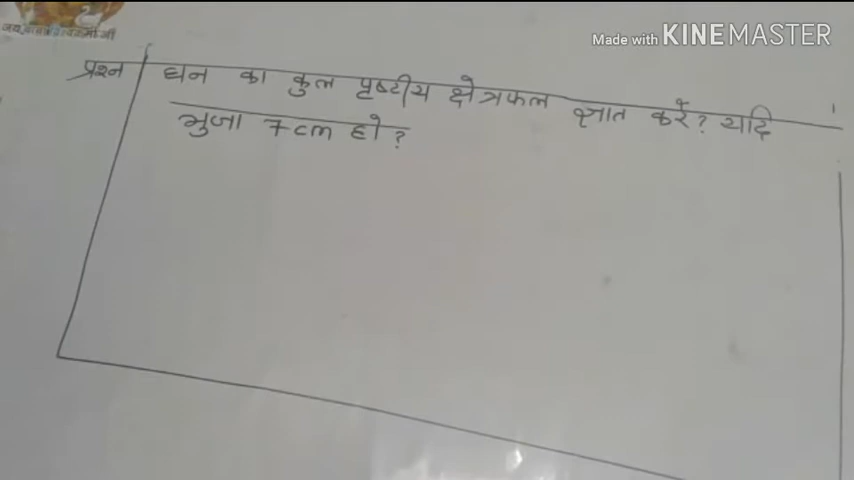 Made with KINEMASTER
प्रश्न घन का कुल पृष्ठीय क्षेत्रफल ज्ञात करें? यदि
भुजा 7cm हो?